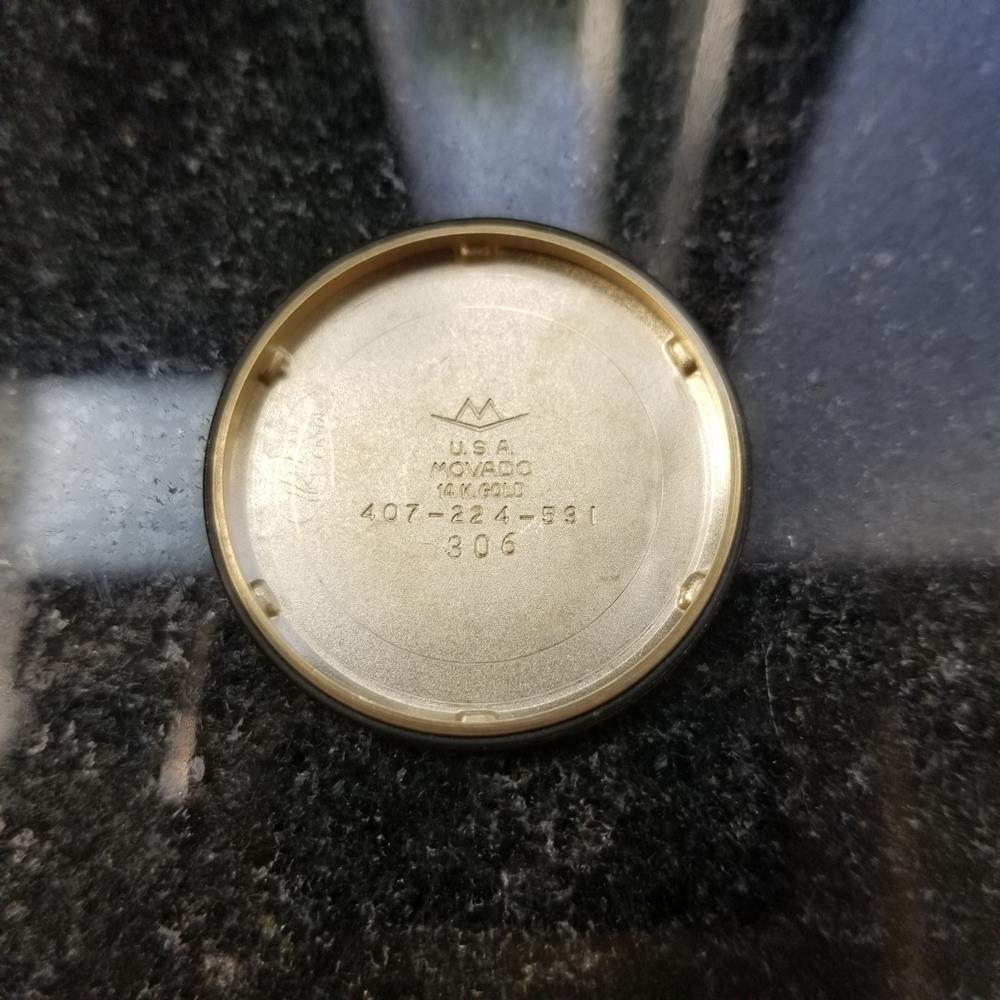 M
U.S.A.
MOVADO
14 K. GOLD
407-224-591
306